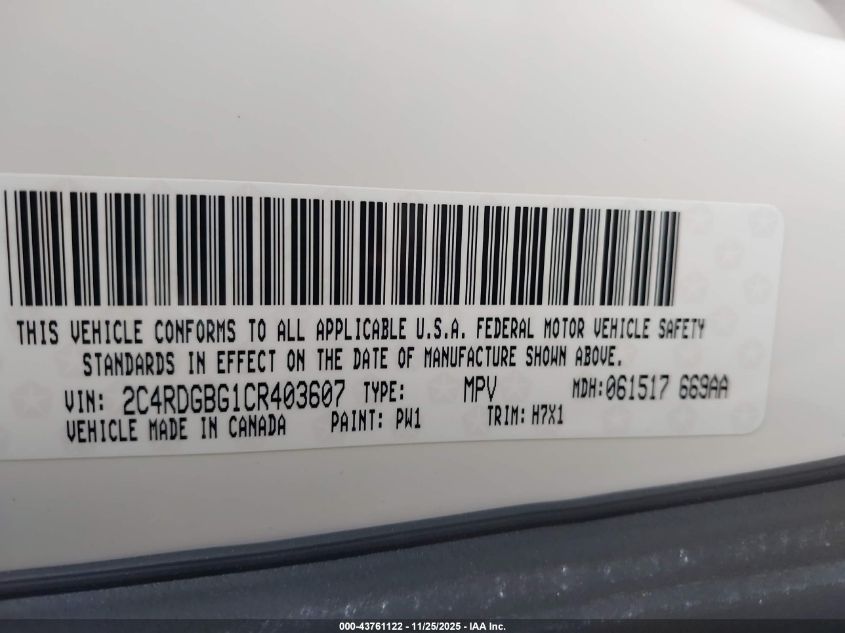 THIS VEHICLE CONFORMS TO ALL APPLICABLE U.S.A. FEDERAL MOTOR VEHICLE SAFETY
STANDARDS IN EFFECT ON THE DATE OF MANUFACTURE SHOWN ABOVE.
VIN: 2C4RDGBG1CR403607 TYPE: MPV MDH:061517 669AA
VEHICLE MADE IN CANADA PAINT: PW1 TRIM: H7X1
000-43761122 - 11/25/2025 - IAA Inc.